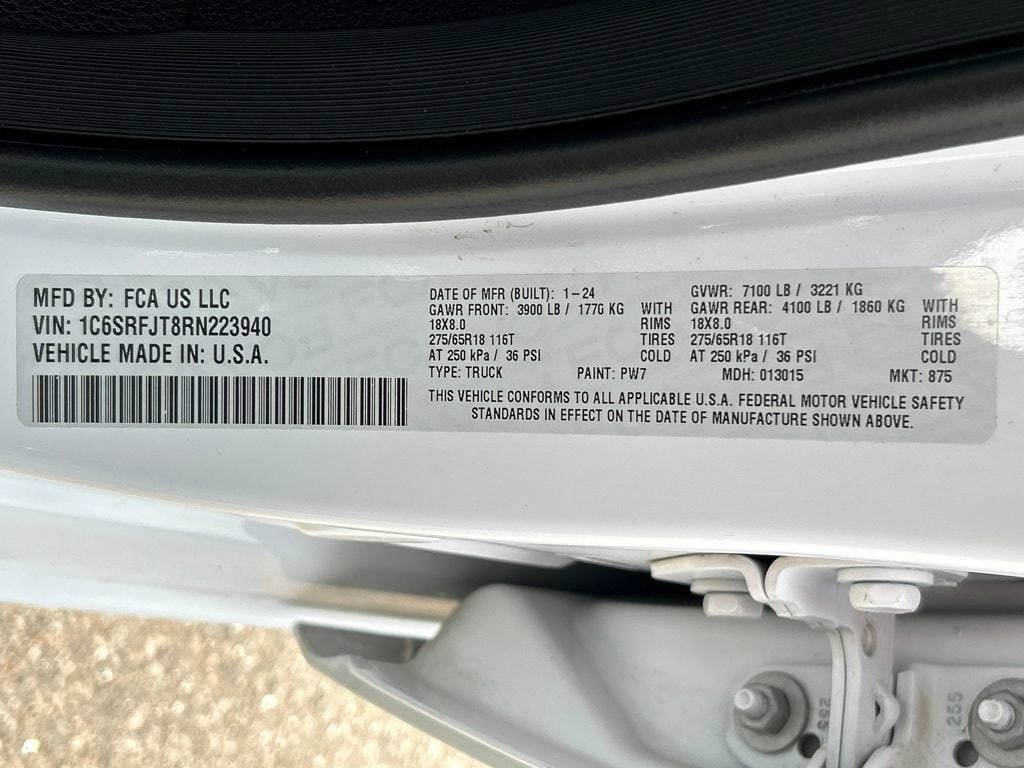 MFD BY: FCA US LLC
VIN: 1C6SRFJT8RN223940
VEHICLE MADE IN: U.S.A.
DATE OF MFR (BUILT): 1-24
GAWR FRONT: 3900 LB / 1770 KG WITH
18X8.0 RIMS
275/65R18 116T TIRES
AT 250 kPa / 36 PSI COLD
GVWR: 7100 LB / 3221 KG
GAWR REAR: 4100 LB / 1860 KG WITH
18X8.0 RIMS
275/65R18 116T TIRES
AT 250 kPa / 36 PSI COLD
TYPE: TRUCK PAINT: PW7 MDH: 013015 MKT: 875
THIS VEHICLE CONFORMS TO ALL APPLICABLE U.S.A. FEDERAL MOTOR VEHICLE SAFETY
STANDARDS IN EFFECT ON THE DATE OF MANUFACTURE SHOWN ABOVE.
255